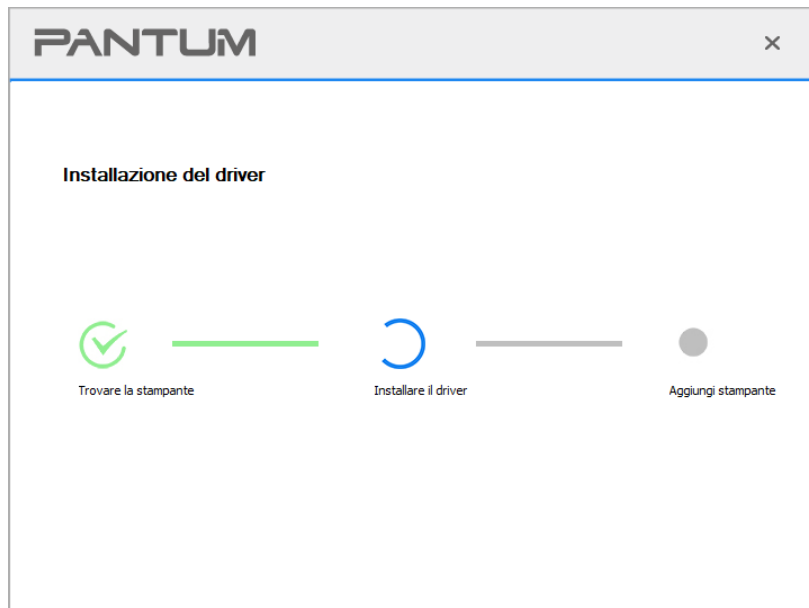 PANTUM
Installazione del driver
Trovare la stampante
Installare il driver
Aggiungi stampante